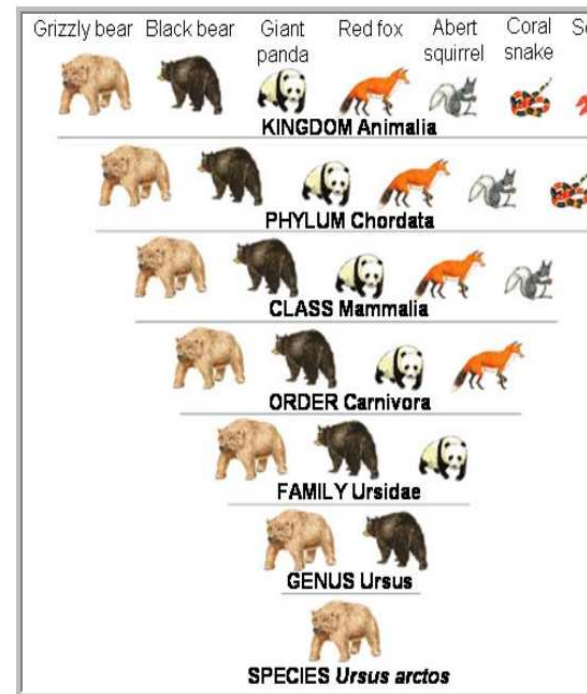 Grizzly bear Black bear Giant panda Red fox Abert squirrel Coral snake
KINGDOM Animalia
PHYLUM Chordata
CLASS Mammalia
ORDER Carnivora
FAMILY Ursidae
GENUS Ursus
SPECIES Ursus arctos